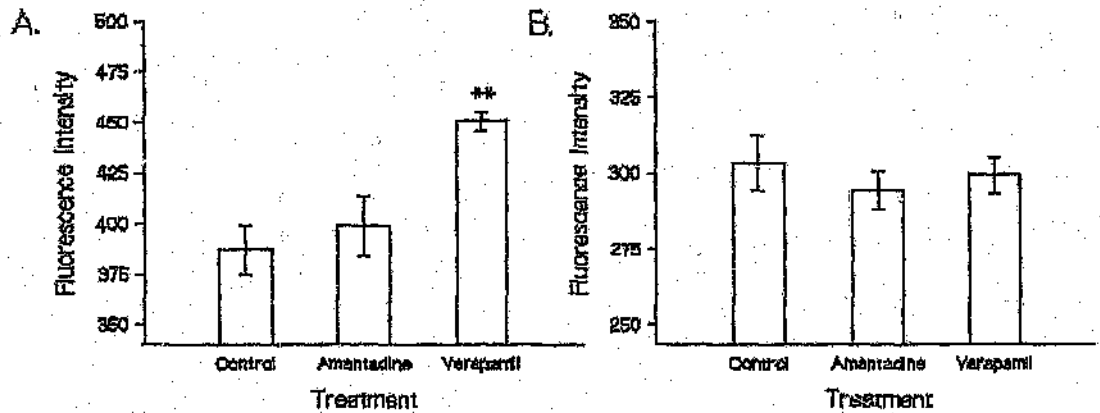 A.
Fluorescence Intensity
500
475
450
425
400
375
350
**
Control Amantadine Verapamil
Treatment
B.
Fluorescence Intensity
350
325
300
275
250
Control Amantadine Verapamil
Treatment